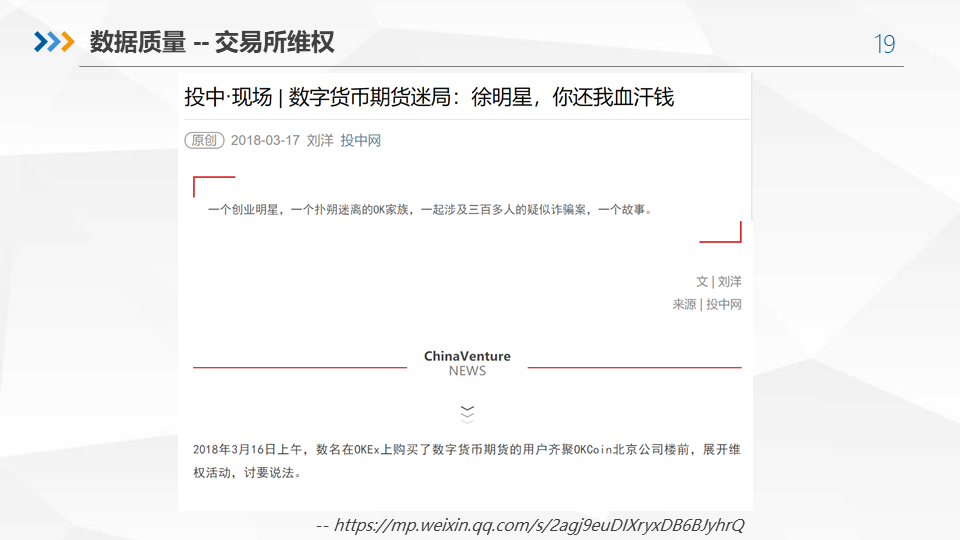 数据质量 -- 交易所维权
19
投中·现场 | 数字货币期货迷局：徐明星，你还我血汗钱
原创 2018-03-17 刘洋 投中网
一个创业明星，一个扑朔迷离的OK家族，一起涉及三百多人的疑似诈骗案，一个故事。
文 | 刘洋
来源 | 投中网
ChinaVenture
NEWS
2018年3月16日上午，数名在OKEx上购买了数字货币期货的用户齐聚OKCoin北京公司楼前，展开维
权活动，讨要说法。
-- https://mp.weixin.qq.com/s/2agj9euDIXryxDB6BJyhrQ